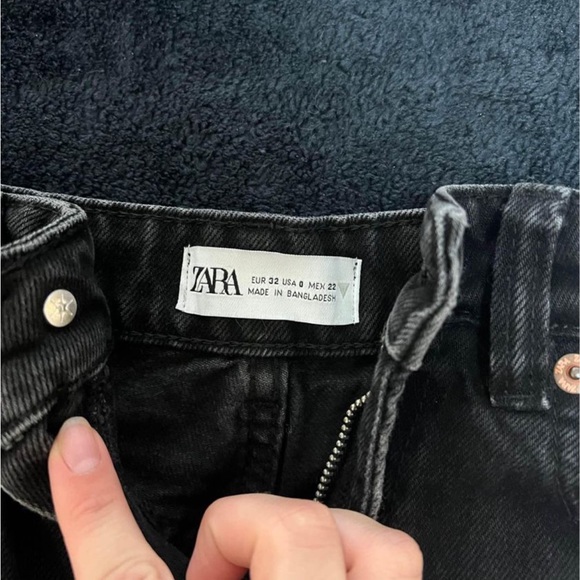 ZARA
EUR 32 USA 0 MEX 22
MADE IN BANGLADESH